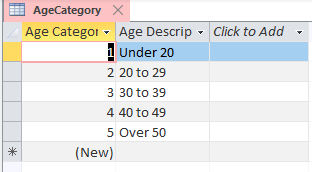 AgeCategory
Age Categor Age Descrip Click to Add
1 Under 20
2 20 to 29
3 30 to 39
4 40 to 49
5 Over 50
(New)